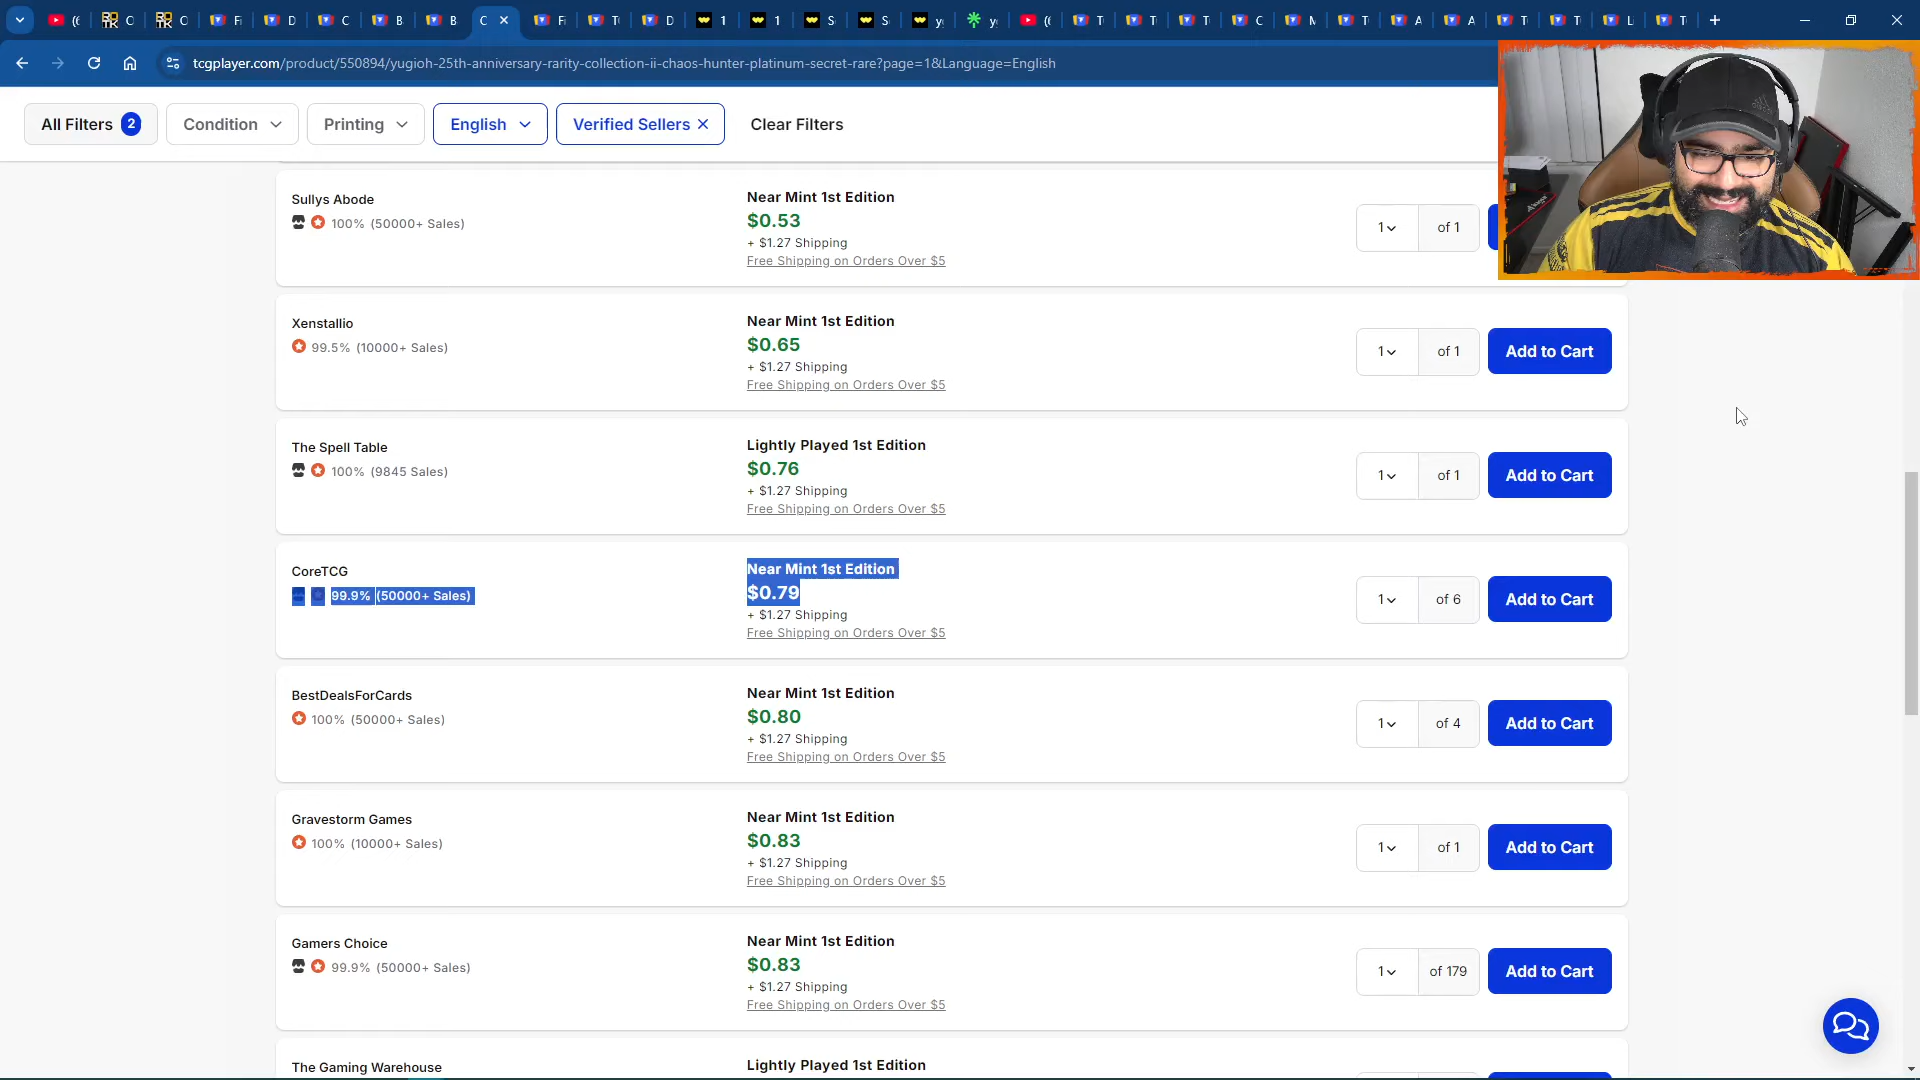 tcgplayer.com/product/550894/yugioh-25th-anniversary-rarity-collection-ii-chaos-hunter-platinum-secret-rare?page=1&Language=English
All Filters 2 Condition Printing English Verified Sellers Clear Filters
Sullys Abode
100% (50000+ Sales)
Near Mint 1st Edition
$0.53
+ $1.27 Shipping
Free Shipping on Orders Over $5
1 of 1
Xenstallio
99.5% (10000+ Sales)
Near Mint 1st Edition
$0.65
+ $1.27 Shipping
Free Shipping on Orders Over $5
1 of 1 Add to Cart
The Spell Table
100% (9845 Sales)
Lightly Played 1st Edition
$0.76
+ $1.27 Shipping
Free Shipping on Orders Over $5
1 of 1 Add to Cart
CoreTCG
99.9% (50000+ Sales)
Near Mint 1st Edition
$0.79
+ $1.27 Shipping
Free Shipping on Orders Over $5
1 of 6 Add to Cart
BestDealsForCards
100% (50000+ Sales)
Near Mint 1st Edition
$0.80
+ $1.27 Shipping
Free Shipping on Orders Over $5
1 of 4 Add to Cart
Gravestorm Games
100% (10000+ Sales)
Near Mint 1st Edition
$0.83
+ $1.27 Shipping
Free Shipping on Orders Over $5
1 of 1 Add to Cart
Gamers Choice
99.9% (50000+ Sales)
Near Mint 1st Edition
$0.83
+ $1.27 Shipping
Free Shipping on Orders Over $5
1 of 179 Add to Cart
The Gaming Warehouse
Lightly Played 1st Edition